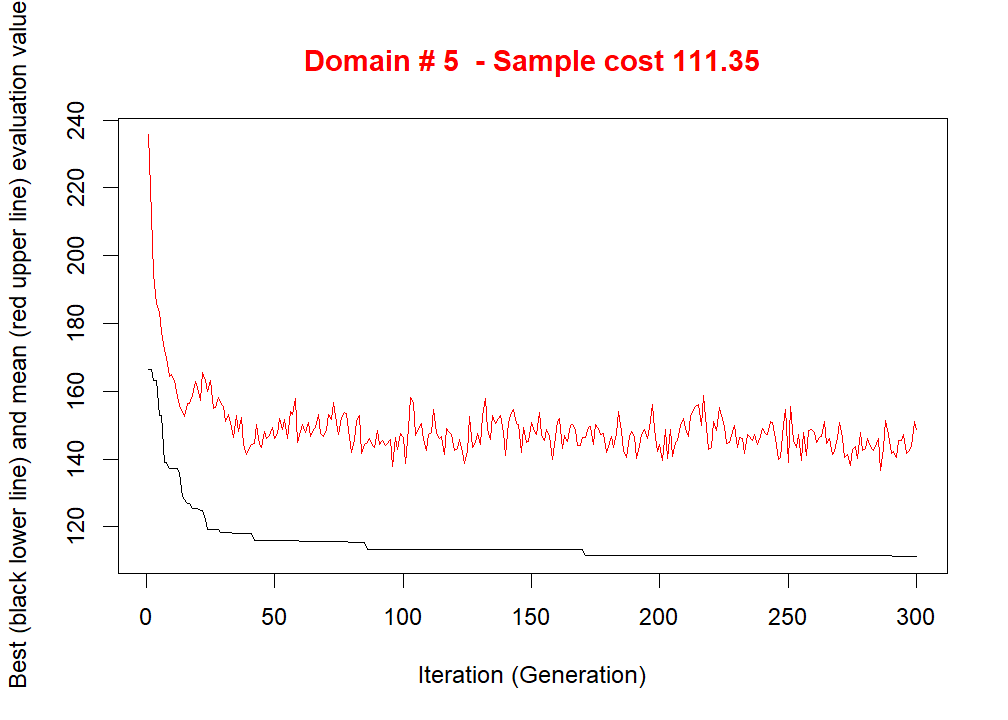 Domain # 5  - Sample cost 111.35
Best (black lower line) and mean (red upper line) evaluation value
240
220
200
180
160
140
120
0 50 100 150 200 250 300
Iteration (Generation)